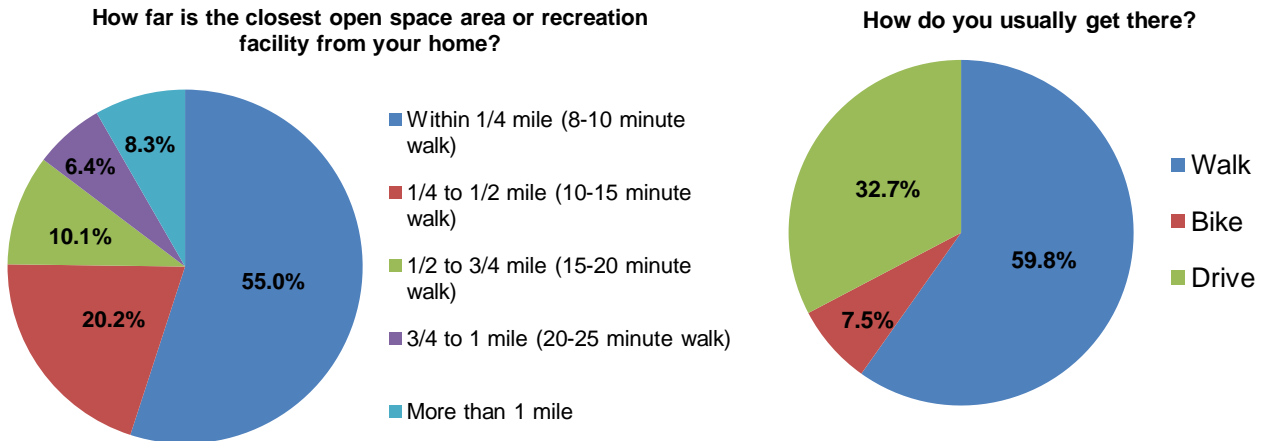 How far is the closest open space area or recreation
facility from your home?
8.3%
6.4%
10.1%
55.0%
20.2%
Within 1/4 mile (8-10 minute
walk)
1/4 to 1/2 mile (10-15 minute
walk)
1/2 to 3/4 mile (15-20 minute
walk)
3/4 to 1 mile (20-25 minute walk)
More than 1 mile
How do you usually get there?
32.7%
59.8%
7.5%
Walk
Bike
Drive